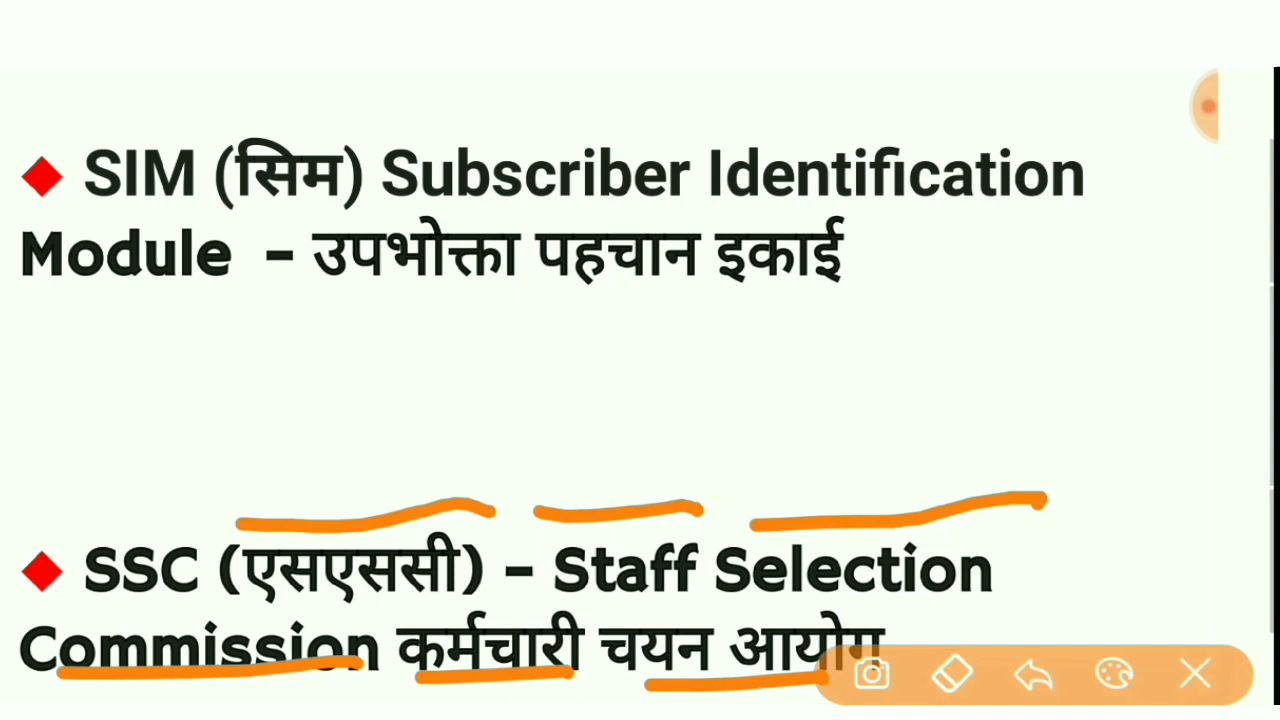 SIM (सिम) Subscriber Identification
Module - उपभोक्ता पहचान इकाई
SSC (एसएससी) - Staff Selection
Commission कर्मचारी चयन आयोग